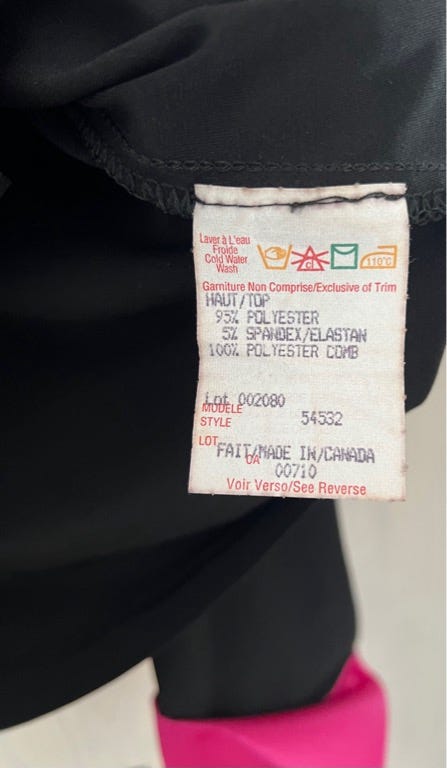 Laver à L'eau
Froide
Cold Water
Wash
cl
110°C
Garniture Non Comprise/Exclusive of Trim
HAUT/TOP
95% POLYESTER
5% SPANDEX/ELASTAN
100% POLYESTER COMB
Lot 002080
MODELE
STYLE 54532
LOT
FAIT/MADE IN/CANADA
CA
00710
Voir Verso/See Reverse